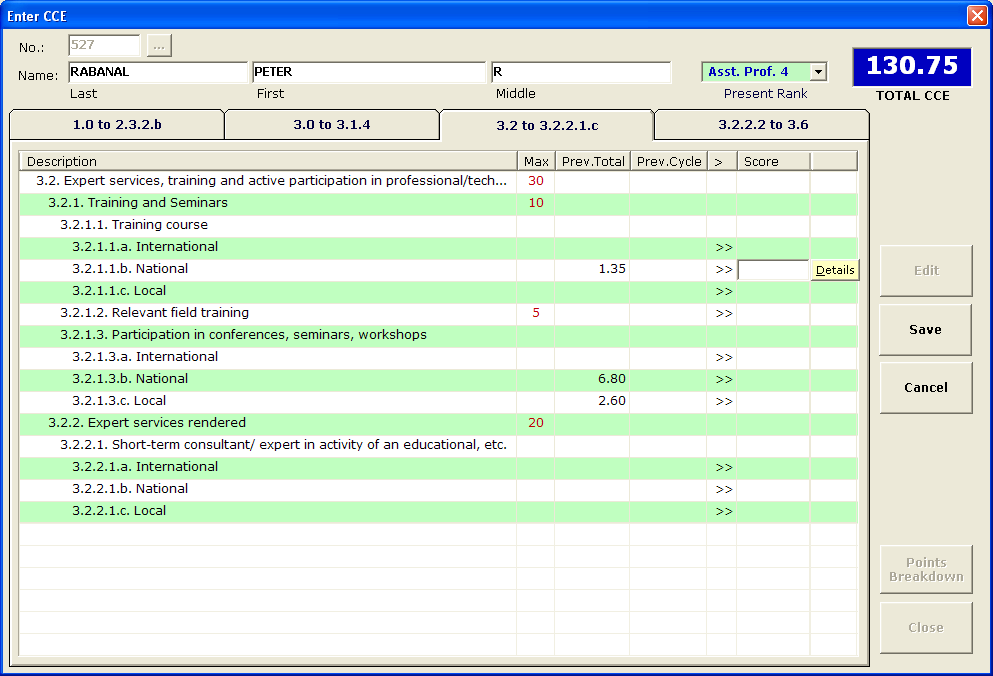 Enter CCE
No.: 527 ...
130.75
Name: RABANAL PETER R Asst. Prof. 4
Last First Middle Present Rank TOTAL CCE
1.0 to 2.3.2.b 3.0 to 3.1.4 3.2 to 3.2.2.1.c 3.2.2.2 to 3.6
Description Max Prev.Total Prev.Cycle > Score
3.2. Expert services, training and active participation in professional/tech... 30
3.2.1. Training and Seminars 10
3.2.1.1. Training course
3.2.1.1.a. International >>
3.2.1.1.b. National 1.35 >> Details
3.2.1.1.c. Local >>
3.2.1.2. Relevant field training 5 >>
3.2.1.3. Participation in conferences, seminars, workshops
3.2.1.3.a. International >>
3.2.1.3.b. National 6.80 >>
3.2.1.3.c. Local 2.60 >>
3.2.2. Expert services rendered 20
3.2.2.1. Short-term consultant/ expert in activity of an educational, etc.
3.2.2.1.a. International >>
3.2.2.1.b. National >>
3.2.2.1.c. Local >>
Edit
Save
Cancel
Points
Breakdown
Close